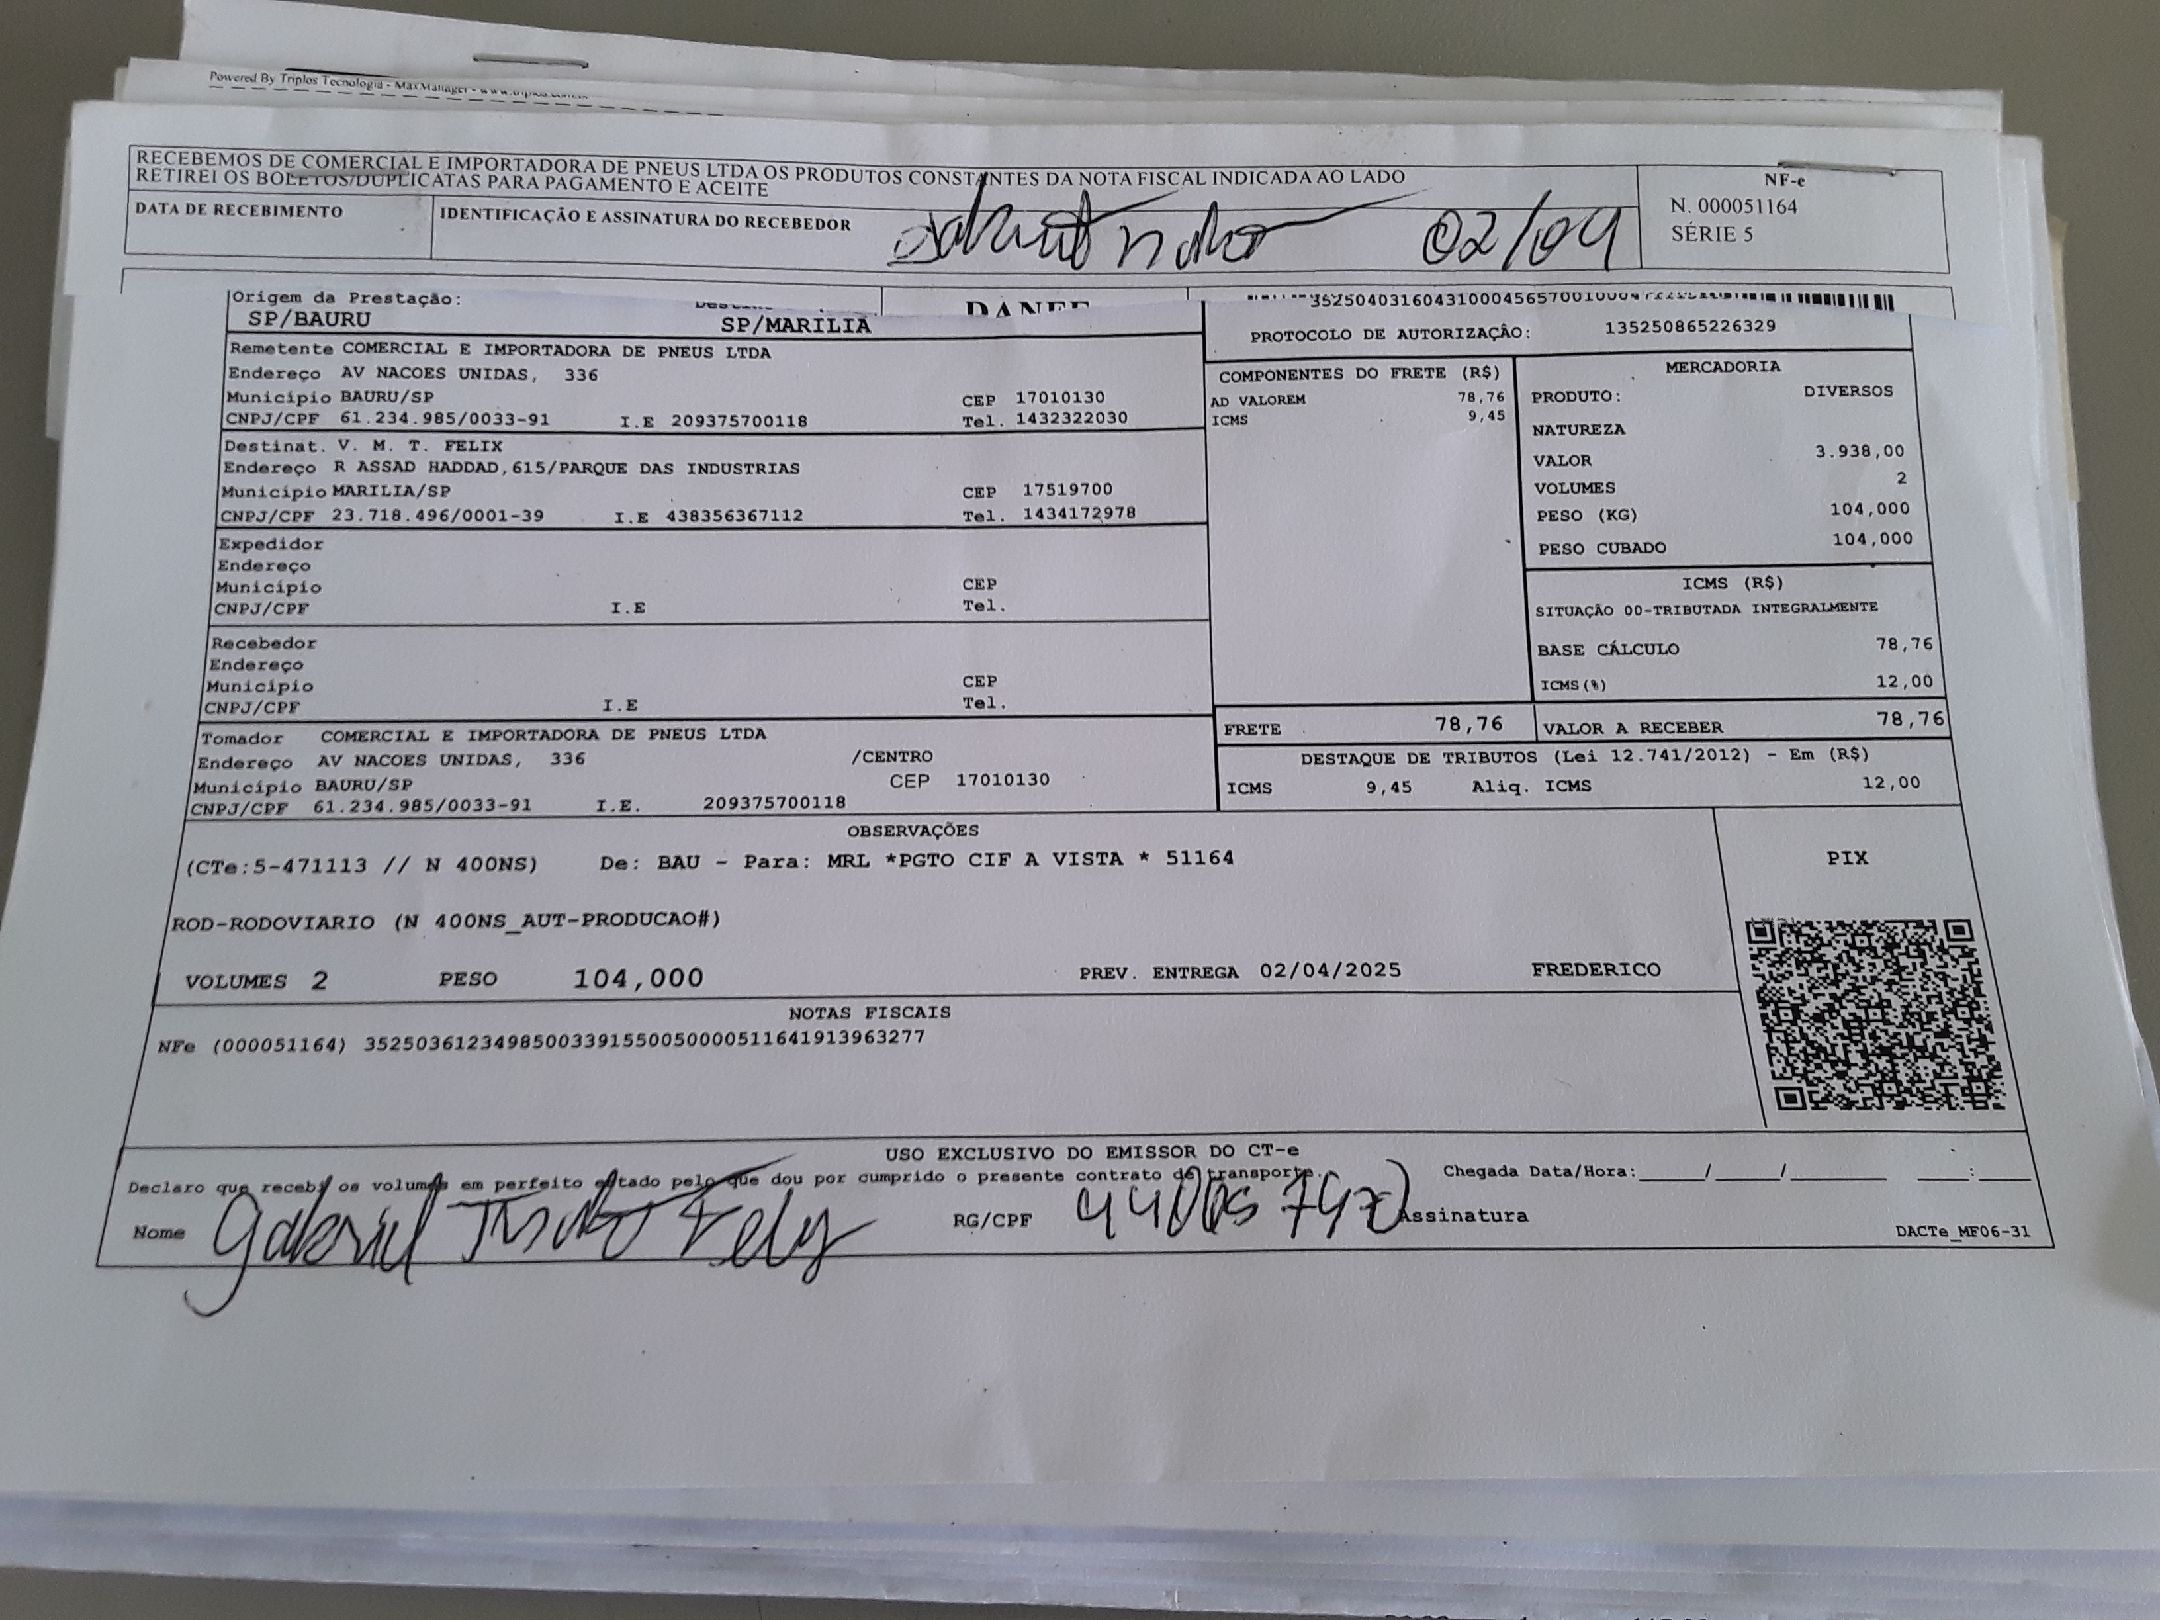 Powered By Triplos Tecnologia - MaxManager -
RECEBEMOS DE COMERCIAL E IMPORTADORA DE PNEUS LTDA OS PRODUTOS CONSTANTES DA NOTA FISCAL INDICADA AO LADO
RETIREI OS BOLETOS/DUPLICATAS PARA PAGAMENTO E ACEITE
NF-e
N. 000051164
SÉRIE 5
DATA DE RECEBIMENTO
IDENTIFICAÇÃO E ASSINATURA DO RECEBEDOR
02/04
DANFE
Origem da Prestação:
SP/BAURU SP/MARILIA
PROTOCOLO DE AUTORIZAÇÃO: 135250865226329
Remetente COMERCIAL E IMPORTADORA DE PNEUS LTDA
Endereço AV NACOES UNIDAS, 336
Município BAURU/SP CEP 17010130
CNPJ/CPF 61.234.985/0033-91 I.E 209375700118 Tel. 1432322030
Destinat. V. M. T. FELIX
Endereço R ASSAD HADDAD,615/PARQUE DAS INDUSTRIAS
Município MARILIA/SP CEP 17519700
CNPJ/CPF 23.718.496/0001-39 I.E 438356367112 Tel. 1434172978
Expedidor
Endereço
Município CEP
CNPJ/CPF I.E Tel.
Recebedor
Endereço
Município CEP
CNPJ/CPF I.E Tel.
Tomador COMERCIAL E IMPORTADORA DE PNEUS LTDA
Endereço AV NACOES UNIDAS, 336 /CENTRO
Município BAURU/SP CEP 17010130
CNPJ/CPF 61.234.985/0033-91 I.E. 209375700118
COMPONENTES DO FRETE (R$)
AD VALOREM 78,76
ICMS 9,45
MERCADORIA
PRODUTO: DIVERSOS
NATUREZA
VALOR 3.938,00
VOLUMES 2
PESO (KG) 104,000
PESO CUBADO 104,000
ICMS (R$)
SITUAÇÃO 00-TRIBUTADA INTEGRALMENTE
BASE CÁLCULO 78,76
ICMS(%) 12,00
FRETE 78,76 VALOR A RECEBER 78,76
DESTAQUE DE TRIBUTOS (Lei 12.741/2012) - Em (R$)
ICMS 9,45 Aliq. ICMS 12,00
OBSERVAÇÕES
(CTe:5-471113 // N 400NS) De: BAU - Para: MRL *PGTO CIF A VISTA * 51164
PIX
ROD-RODOVIARIO (N 400NS_AUT-PRODUCAO#)
VOLUMES 2 PESO 104,000 PREV. ENTREGA 02/04/2025 FREDERICO
NOTAS FISCAIS
NFe (000051164) 35250361234985003391550050000511641913963277
USO EXCLUSIVO DO EMISSOR DO CT-e
Declaro que recebi os volumes em perfeito estado pelo que dou por cumprido o presente contrato de transporte.
Chegada Data/Hora:____/____/______ ___:___
Nome Gabriel RG/CPF Assinatura
DACTe_MF06-31